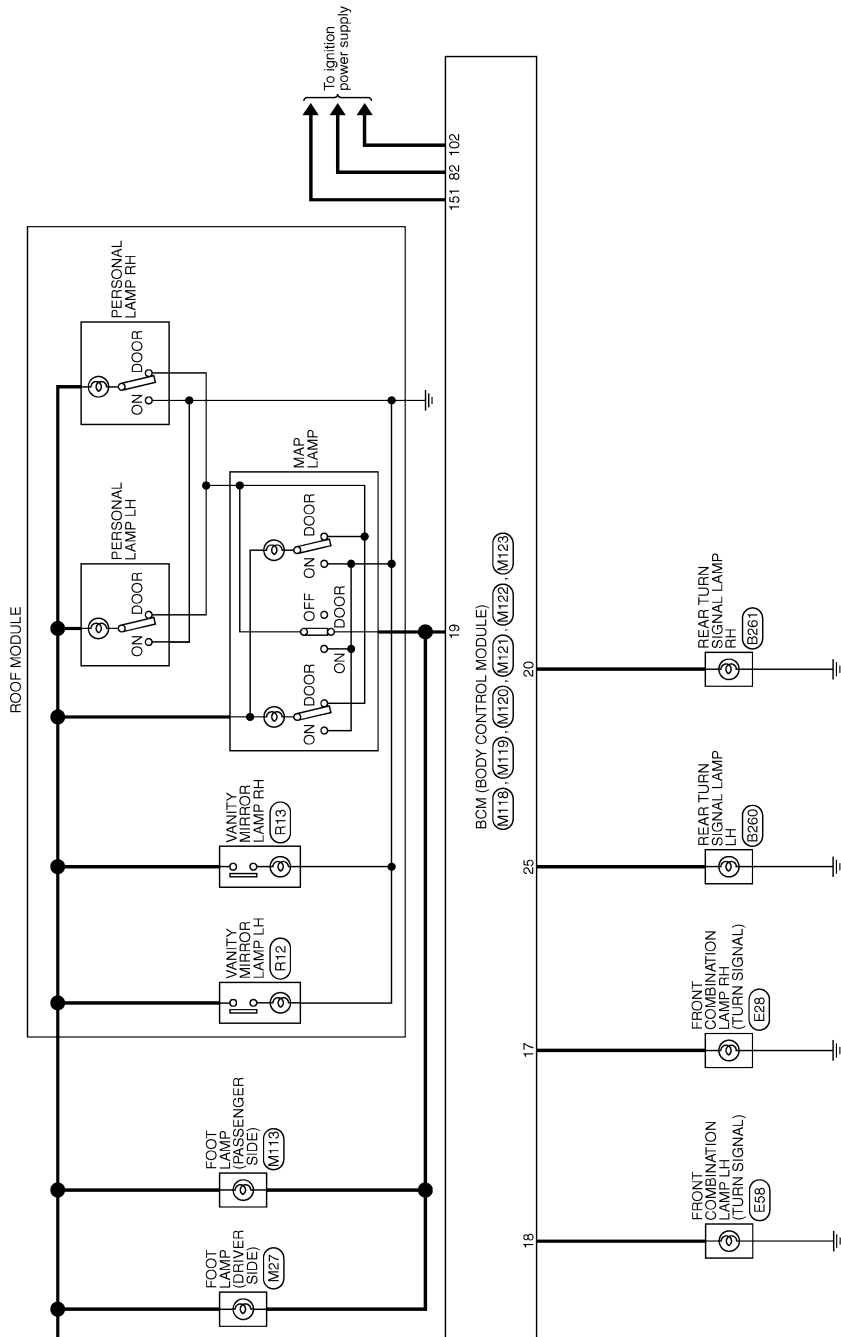 To ignition
power supply
151
82
102
ROOF MODULE
PERSONAL
LAMP RH
ON
DOOR
PERSONAL
LAMP LH
ON
DOOR
MAP
LAMP
ON
DOOR
OFF
ON
DOOR
ON
DOOR
19
VANITY
MIRROR
LAMP RH
R13
VANITY
MIRROR
LAMP LH
R12
FOOT
LAMP
(PASSENGER
SIDE)
M113
FOOT
LAMP
(DRIVER
SIDE)
M27
BCM (BODY CONTROL MODULE)
M118 , M119 , M120 , M121 , M122 , M123
20
REAR TURN
SIGNAL LAMP
RH
B261
25
REAR TURN
SIGNAL LAMP
LH
B260
17
FRONT
COMBINATION
LAMP RH
(TURN SIGNAL)
E28
18
FRONT
COMBINATION
LAMP LH
(TURN SIGNAL)
E58